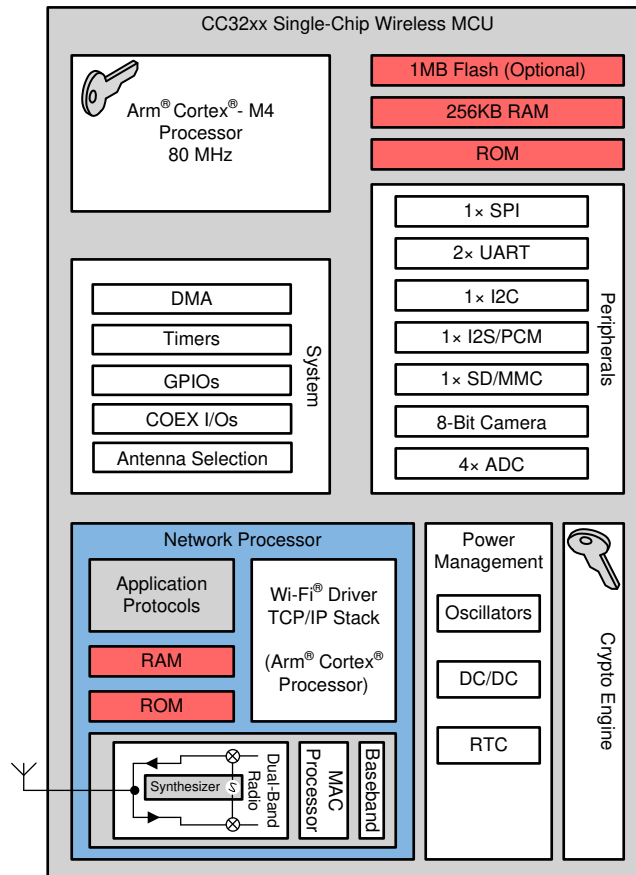 CC32xx Single-Chip Wireless MCU
Arm® Cortex®- M4
Processor
80 MHz
1MB Flash (Optional)
256KB RAM
ROM
Peripherals
1× SPI
2× UART
1× I2C
1× I2S/PCM
1× SD/MMC
8-Bit Camera
4× ADC
System
DMA
Timers
GPIOs
COEX I/Os
Antenna Selection
Network Processor
Application
Protocols
RAM
ROM
Wi-Fi® Driver
TCP/IP Stack
(Arm® Cortex®
Processor)
Synthesizer
Dual-Band
Radio
MAC
Processor
Baseband
Power
Management
Oscillators
DC/DC
RTC
Crypto Engine